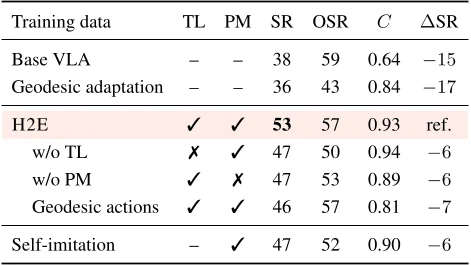 Training data TL PM SR OSR C ΔSR
Base VLA – – 38 59 0.64 −15
Geodesic adaptation – – 36 43 0.84 −17
H2E ✓ ✓ 53 57 0.93 ref.
w/o TL ✗ ✓ 47 50 0.94 −6
w/o PM ✓ ✗ 47 53 0.89 −6
Geodesic actions ✓ ✓ 46 57 0.81 −7
Self-imitation – ✓ 47 52 0.90 −6